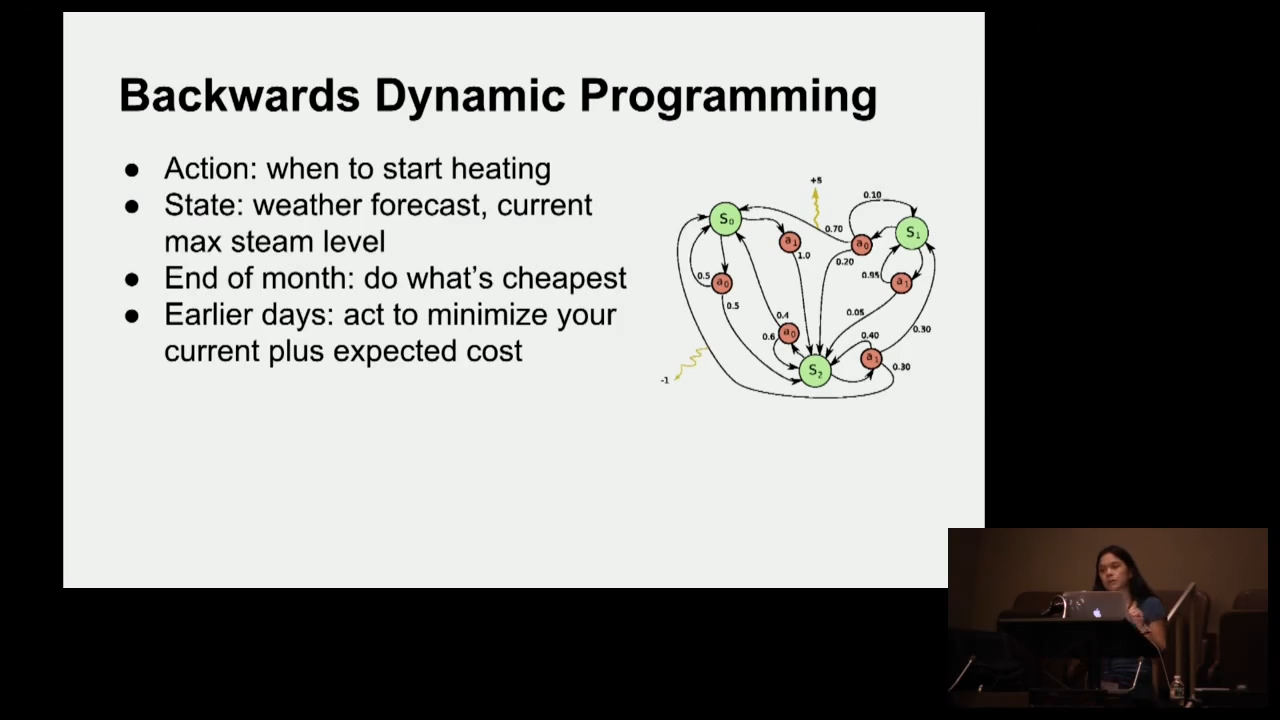 Backwards Dynamic Programming
● Action: when to start heating
● State: weather forecast, current
max steam level
● End of month: do what's cheapest
● Earlier days: act to minimize your
current plus expected cost
+5
0.10
S₀
0.70
S₁
a₁
a₀
1.0
0.20
0.5
a₀
0.95
a₁
0.5
0.4
0.05
0.6
a₀
0.40
0.30
S₂
a₁
0.30
-1